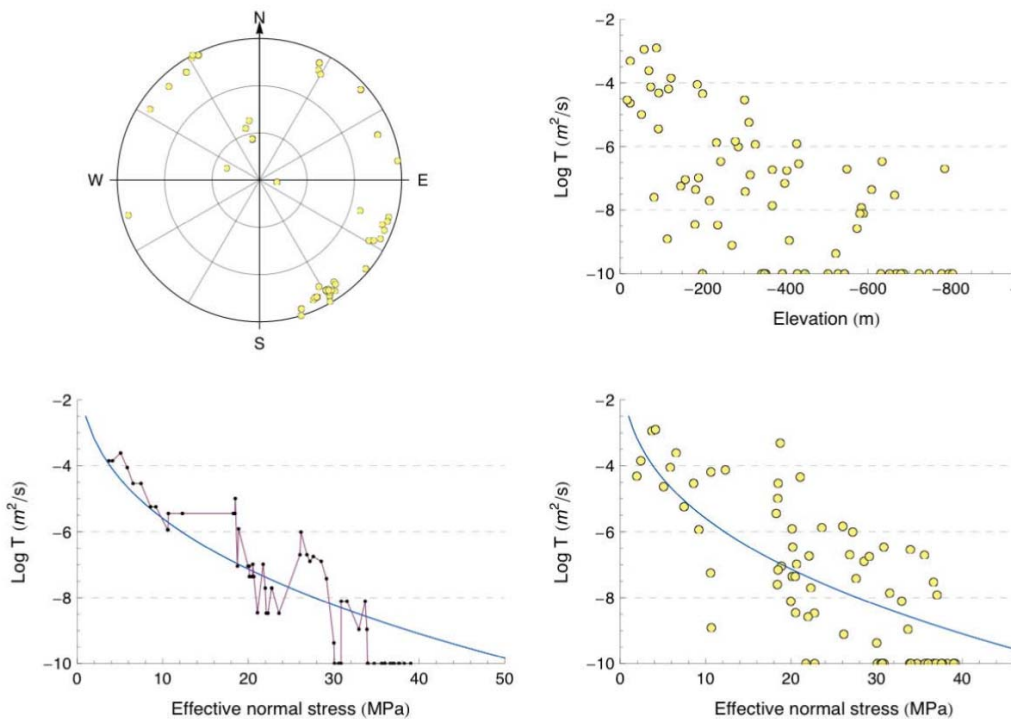 N
W E
S
−2
−4
−6
−8
−10
Log T (m²/s)
0 −200 −400 −600 −800
Elevation (m)
−2
−4
−6
−8
−10
Log T (m²/s)
0 10 20 30 40 50
Effective normal stress (MPa)
−2
−4
−6
−8
−10
Log T (m²/s)
0 10 20 30 40
Effective normal stress (MPa)